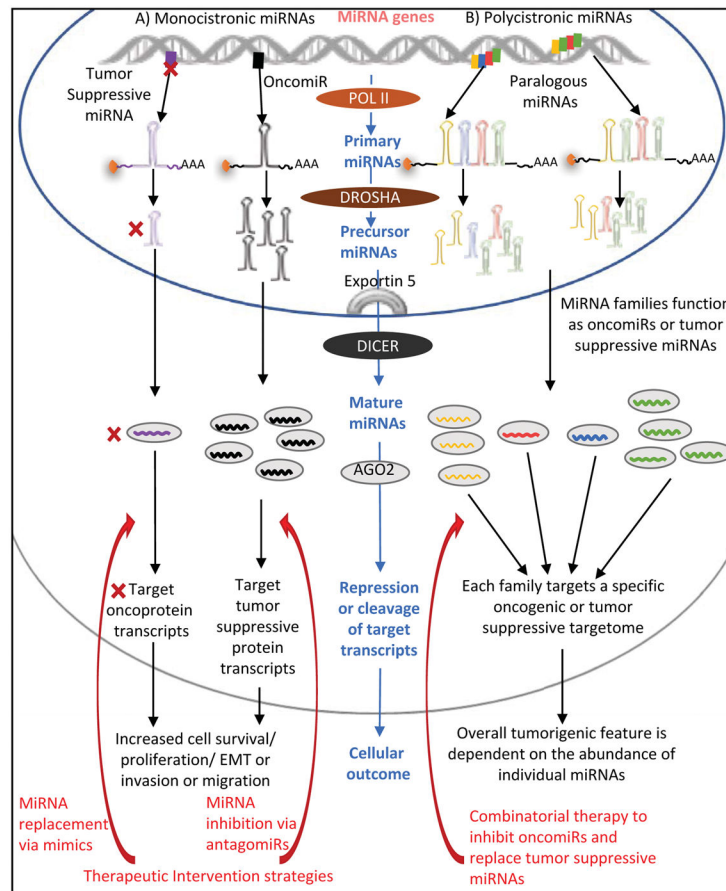 A) Monocistronic miRNAs
MiRNA genes
B) Polycistronic miRNAs
Tumor
Suppressive
miRNA
OncomiR
POL II
Paralogous
miRNAs
Primary
miRNAs
AAA
AAA
AAA
AAA
DROSHA
Precursor
miRNAs
Exportin 5
MiRNA families function
as oncomiRs or tumor
suppressive miRNAs
DICER
Mature
miRNAs
AGO2
Target
oncoprotein
transcripts
Target
tumor
suppressive
protein
transcripts
Repression
or cleavage
of target
transcripts
Each family targets a specific
oncogenic or tumor
suppressive targetome
Increased cell survival/
proliferation/ EMT or
invasion or migration
Cellular
outcome
Overall tumorigenic feature is
dependent on the abundance of
individual miRNAs
MiRNA
replacement
via mimics
MiRNA
inhibition via
antagomiRs
Combinatorial therapy to
inhibit oncomiRs and
replace tumor suppressive
miRNAs
Therapeutic Intervention strategies